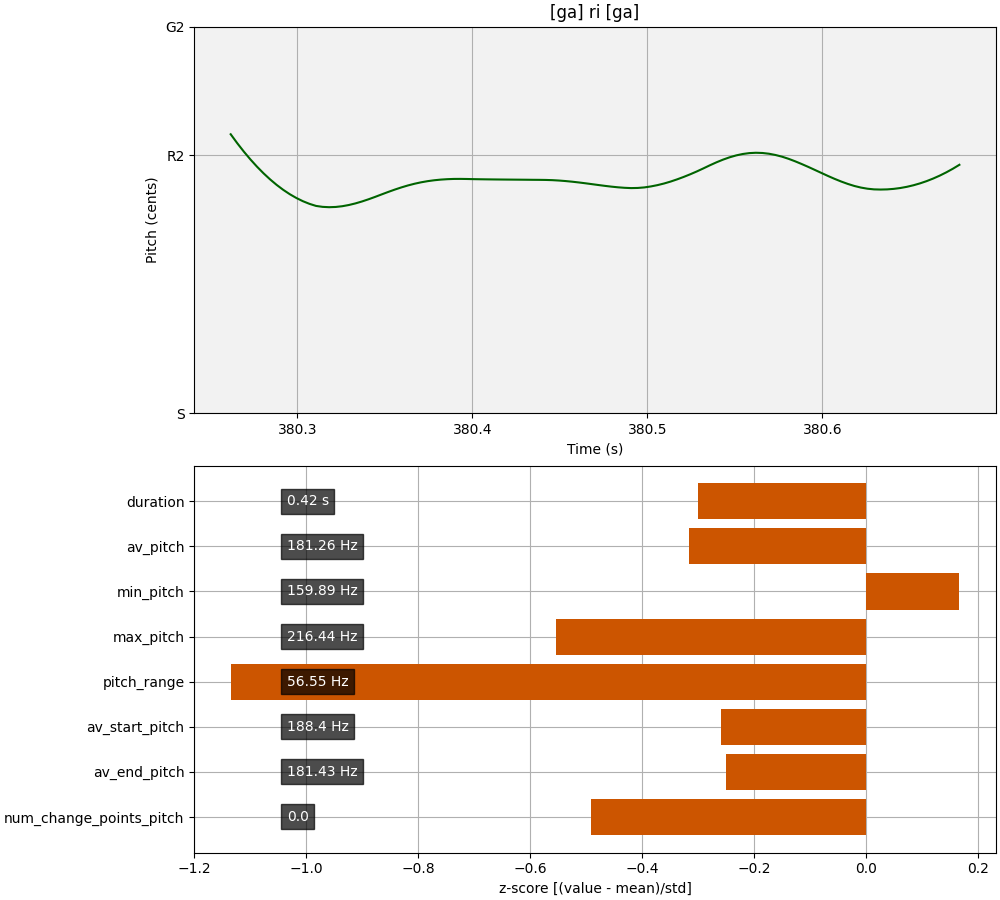 [ga] ri [ga]
G2
R2
S
Pitch (cents)
380.3 380.4 380.5 380.6
Time (s)
duration 0.42 s
av_pitch 181.26 Hz
min_pitch 159.89 Hz
max_pitch 216.44 Hz
pitch_range 56.55 Hz
av_start_pitch 188.4 Hz
av_end_pitch 181.43 Hz
num_change_points_pitch 0.0
−1.2 −1.0 −0.8 −0.6 −0.4 −0.2 0.0 0.2
z-score [(value - mean)/std]